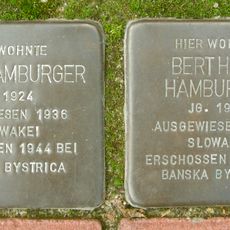 WOHNTE
AMBURGER
1924
ESEN 1936
WAKEI
EN 1944 BEI
BYSTRICA
HIER WO
BERTH
HAMBUR
JG. 19
AUSGEWIESE
SLOWA
ERSCHOSSEN
BANSKA BY